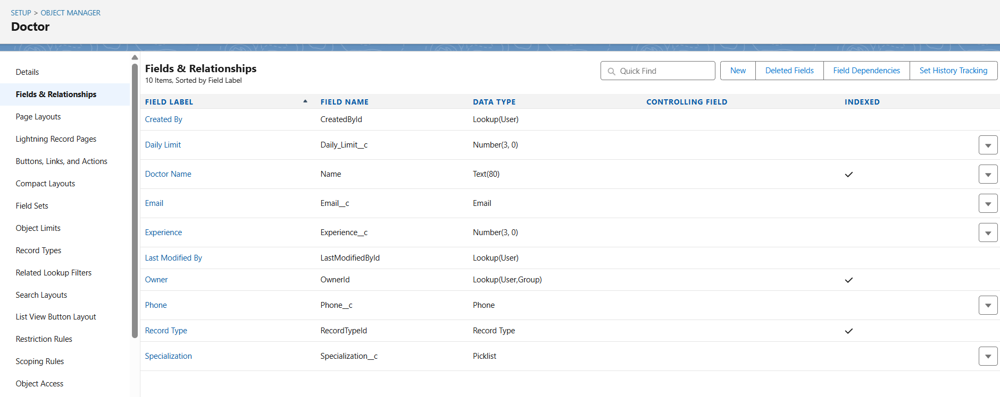 SETUP > OBJECT MANAGER
Doctor
Details
Fields & Relationships
Page Layouts
Lightning Record Pages
Buttons, Links, and Actions
Compact Layouts
Field Sets
Object Limits
Record Types
Related Lookup Filters
Search Layouts
List View Button Layout
Restriction Rules
Scoping Rules
Object Access
Fields & Relationships
10 Items, Sorted by Field Label
Quick Find
New Deleted Fields Field Dependencies Set History Tracking
FIELD LABEL FIELD NAME DATA TYPE CONTROLLING FIELD INDEXED
Created By CreatedById Lookup(User)
Daily Limit Daily_Limit__c Number(3, 0)
Doctor Name Name Text(80)
Email Email__c Email
Experience Experience__c Number(3, 0)
Last Modified By LastModifiedById Lookup(User)
Owner OwnerId Lookup(User,Group)
Phone Phone__c Phone
Record Type RecordTypeId Record Type
Specialization Specialization__c Picklist